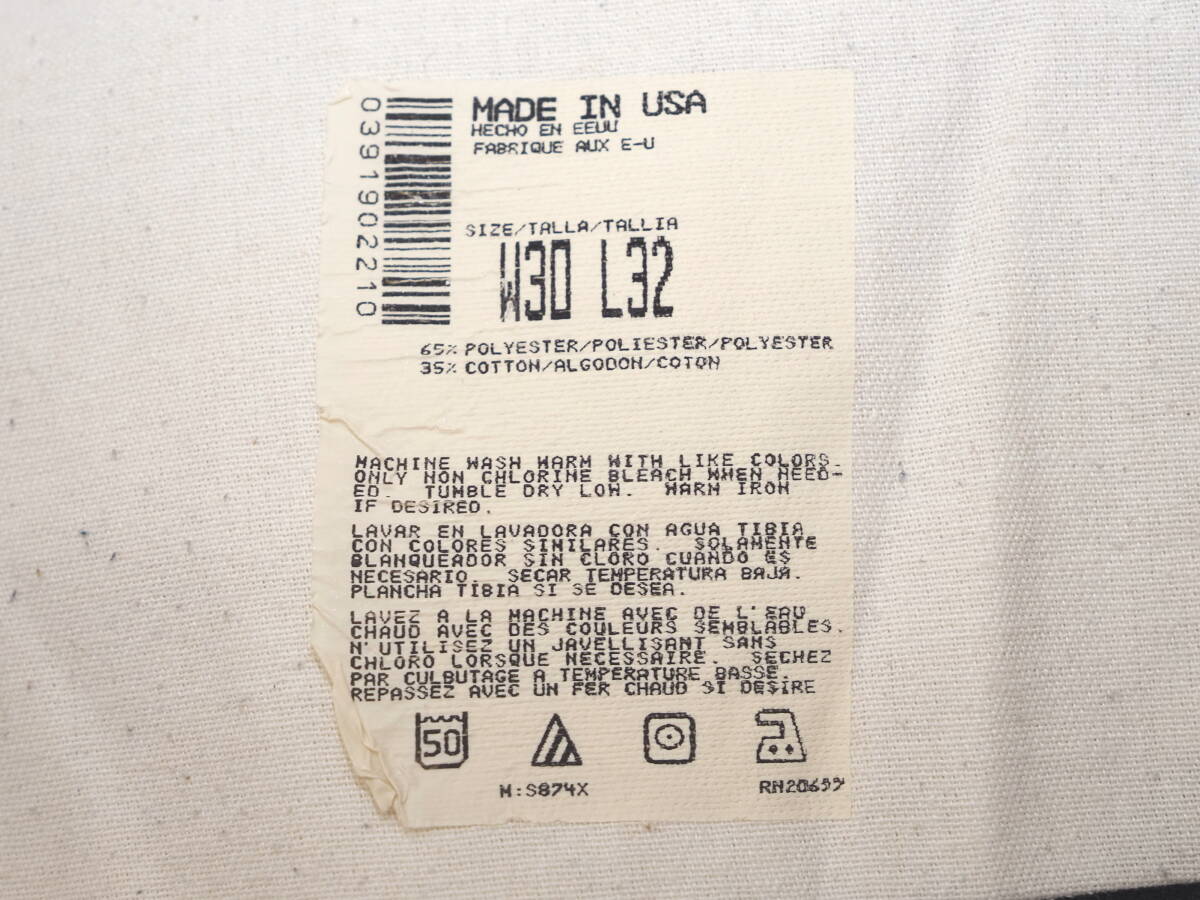 0391902210
MADE IN USA
HECHO EN EEUU
FABRIQUE AUX E-U
SIZE/TALLA/TALLIA
W30 L32
65% POLYESTER/POLIESTER/POLYESTER
35% COTTON/ALGODON/COTON
MACHINE WASH WARM WITH LIKE COLORS.
ONLY NON CHLORINE BLEACH WHEN NEED-
ED. TUMBLE DRY LOW. WARM IRON
IF DESIRED.
LAVAR EN LAVADORA CON AGUA TIBIA
CON COLORES SIMILARES. SOLAMENTE
BLANQUEADOR SIN CLORO CUANDO ES
NECESARIO. SECAR TEMPERATURA BAJA.
PLANCHA TIBIA SI SE DESEA.
LAVEZ A LA MACHINE AVEC DE L'EAU
CHAUD AVEC DES COULEURS SEMBLABLES.
N'UTILISEZ UN JAVELLISANT SANS
CHLORO LORSQUE NECESSAIRE. SECHEZ
PAR CULBUTAGE A TEMPERATURE BASSE.
REPASSEZ AVEC UN FER CHAUD SI DESIRE
50
M:S874X